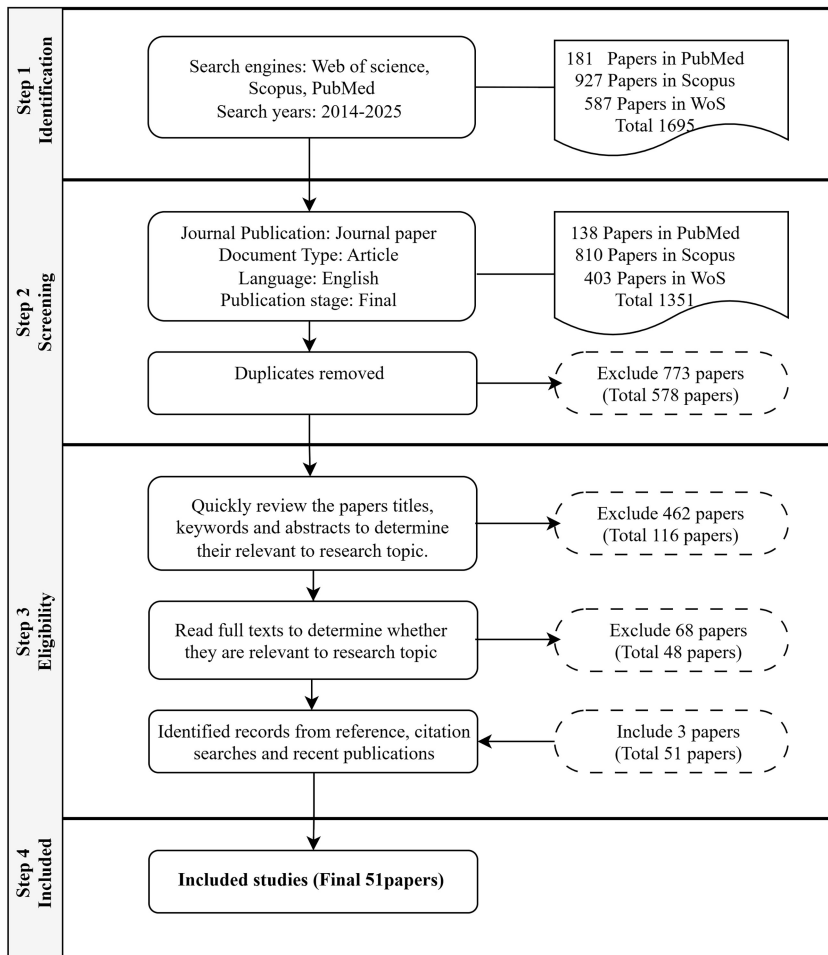 Step 1
Identification
Search engines: Web of science,
Scopus, PubMed
Search years: 2014-2025
181 Papers in PubMed
927 Papers in Scopus
587 Papers in WoS
Total 1695
Step 2
Screening
Journal Publication: Journal paper
Document Type: Article
Language: English
Publication stage: Final
138 Papers in PubMed
810 Papers in Scopus
403 Papers in WoS
Total 1351
Duplicates removed
Exclude 773 papers
(Total 578 papers)
Step 3
Eligibility
Quickly review the papers titles,
keywords and abstracts to determine
their relevant to research topic.
Exclude 462 papers
(Total 116 papers)
Read full texts to determine whether
they are relevant to research topic
Exclude 68 papers
(Total 48 papers)
Identified records from reference, citation
searches and recent publications
Include 3 papers
(Total 51 papers)
Step 4
Included
Included studies (Final 51papers)